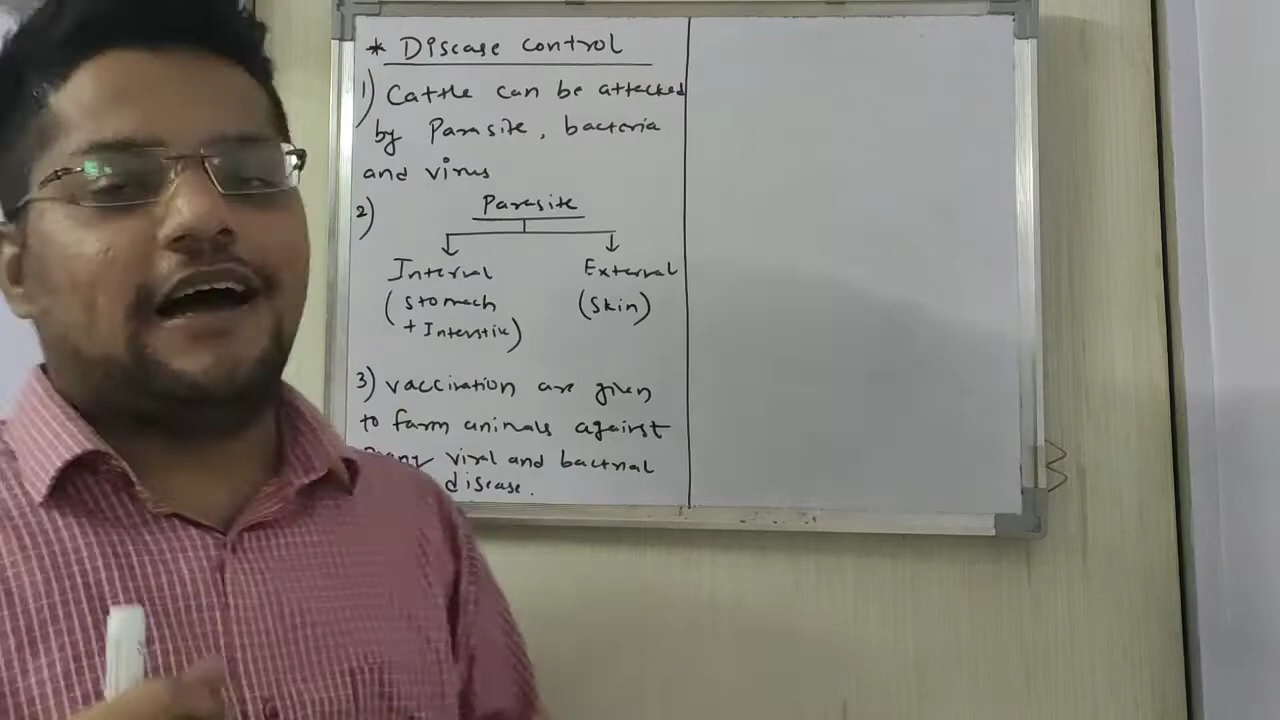 * Disease control
1) Cattle can be attacked
by Parasite, bacteria
and virus
2) Parasite
Internal External
(Stomach (Skin)
+ Interstie)
3) vaccination are given
to farm animals against
many viral and bactrial
disease.